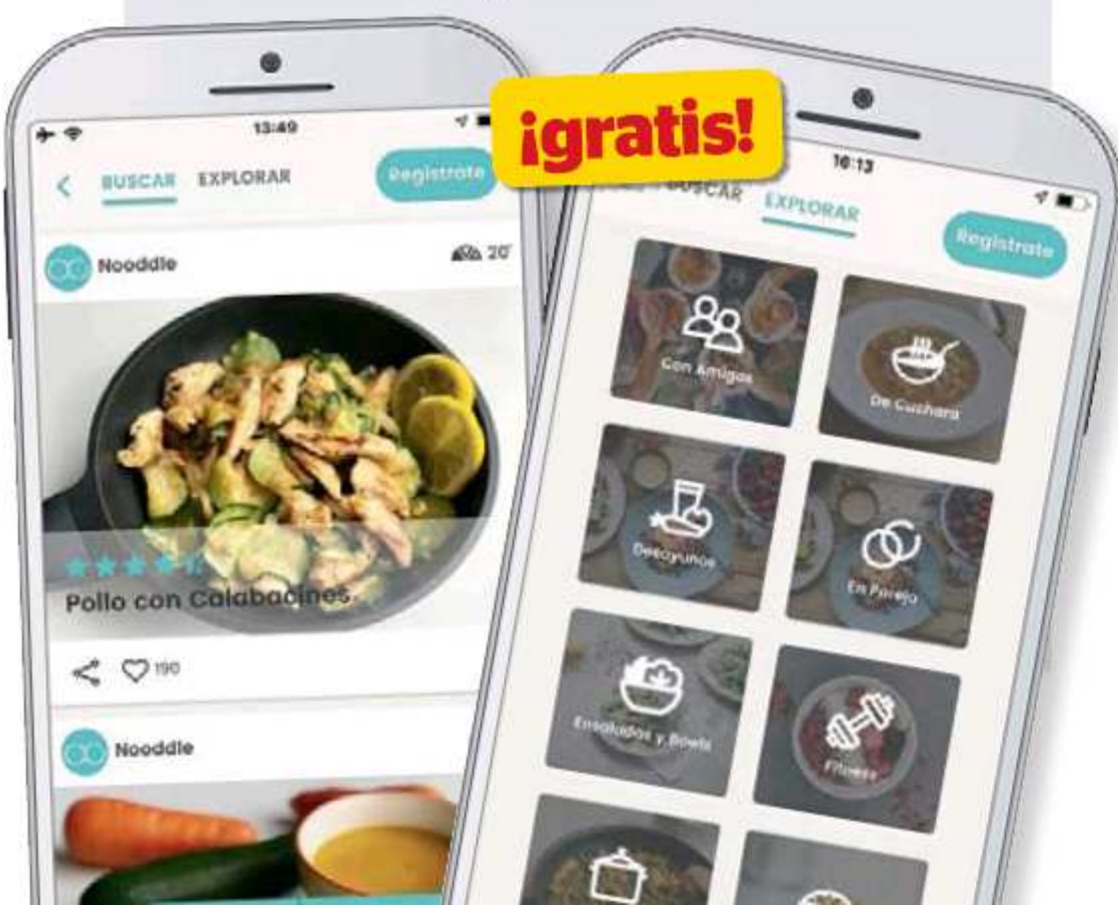 ¡gratis!
13:49
BUSCAR EXPLORAR Regístrate
Nooddle 20'
Pollo con Calabacines
190
Nooddle
16:13
BUSCAR EXPLORAR Regístrate
Con Amigos
De Cuchara
Desayunos
En Pareja
Ensaladas y Bowls
Fitness